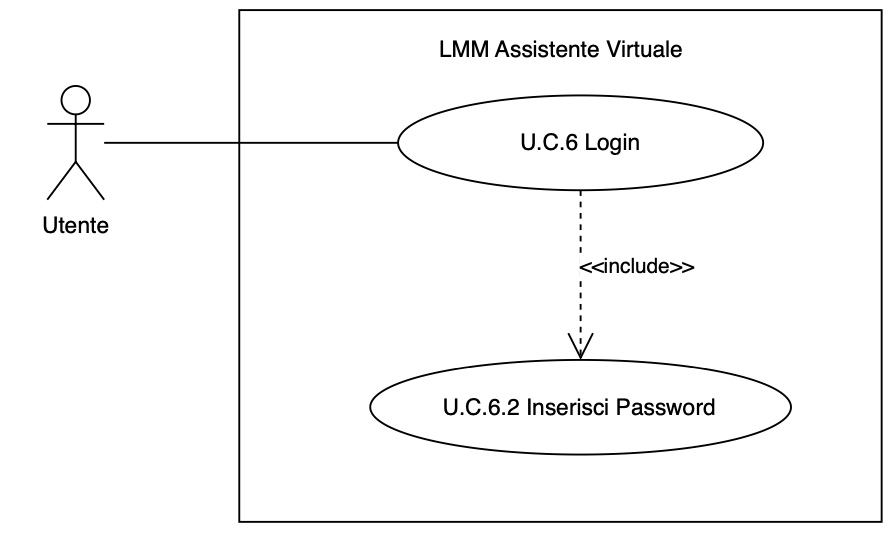 LMM Assistente Virtuale
U.C.6 Login
Utente
<<include>>
U.C.6.2 Inserisci Password